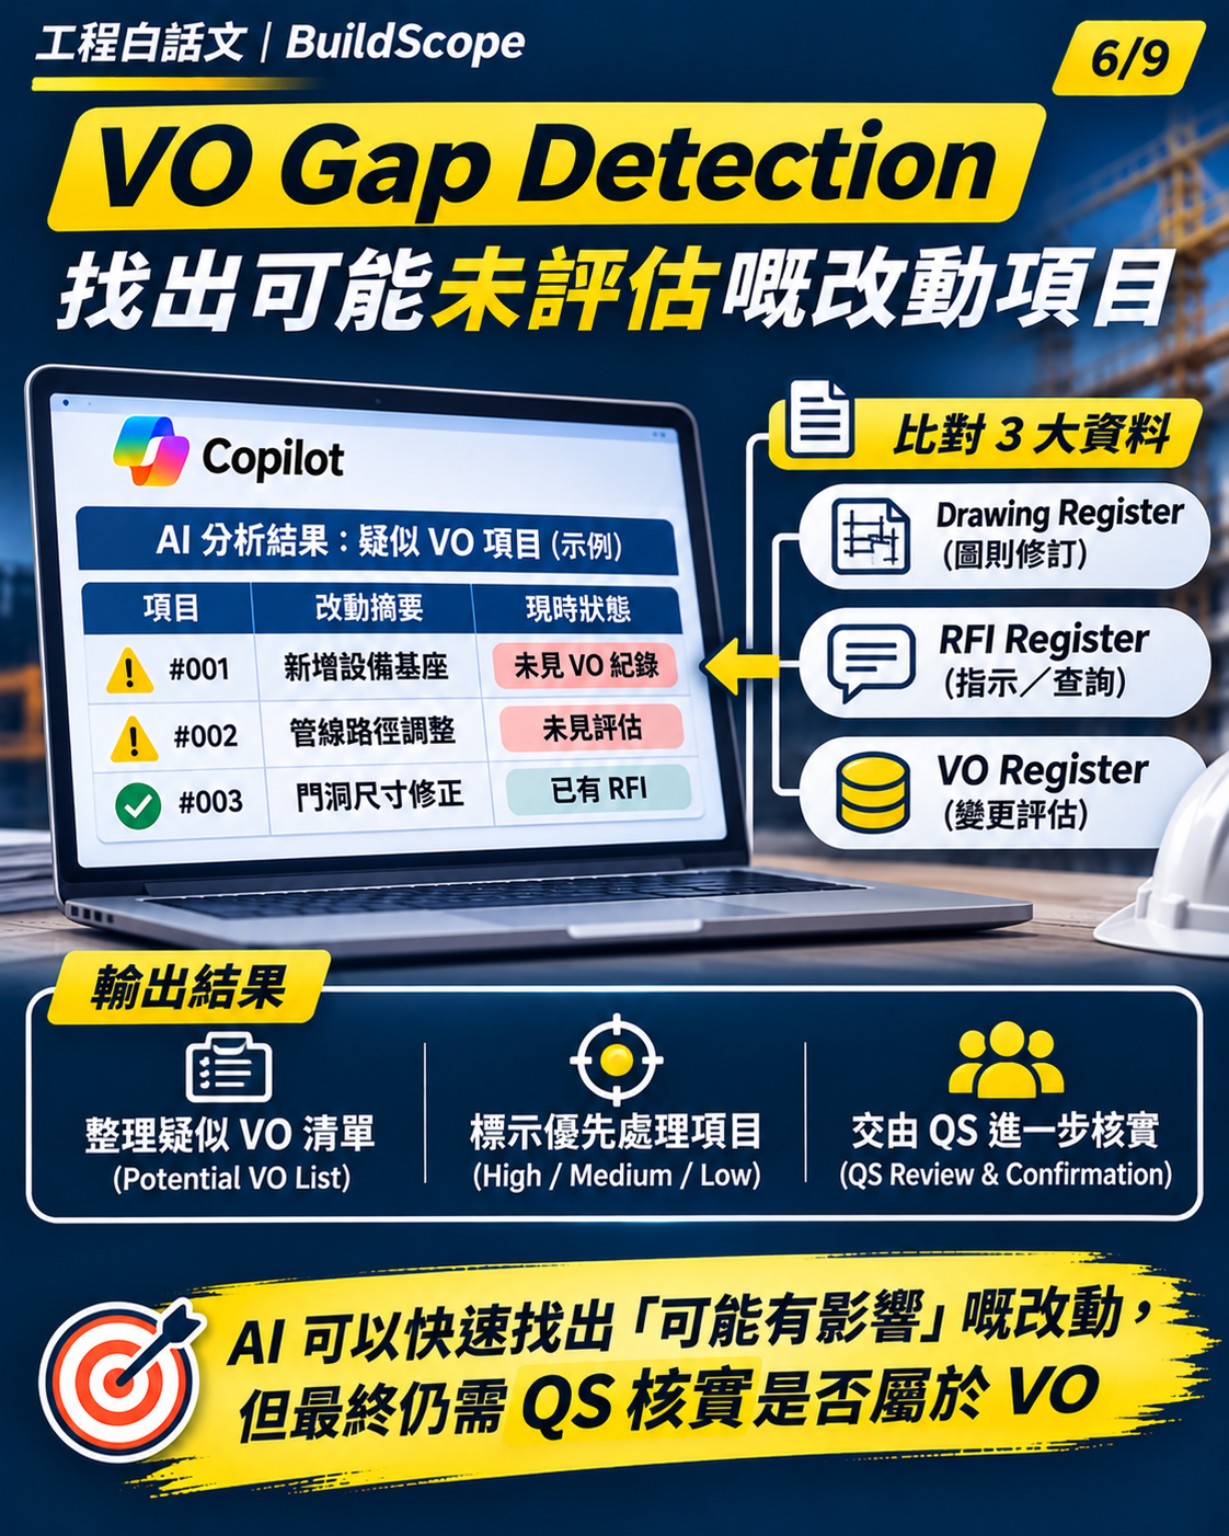 工程白話文｜BuildScope
6/9
VO Gap Detection
找出可能未評估嘅改動項目
Copilot
AI 分析結果：疑似 VO 項目 (示例)
項目 改動摘要 現時狀態
#001 新增設備基座 未見 VO 紀錄
#002 管線路徑調整 未見評估
#003 門洞尺寸修正 已有 RFI
比對 3 大資料
Drawing Register
(圖則修訂)
RFI Register
(指示／查詢)
VO Register
(變更評估)
輸出結果
整理疑似 VO 清單
(Potential VO List)
標示優先處理項目
(High / Medium / Low)
交由 QS 進一步核實
(QS Review & Confirmation)
AI 可以快速找出「可能有影響」嘅改動，
但最終仍需 QS 核實是否屬於 VO